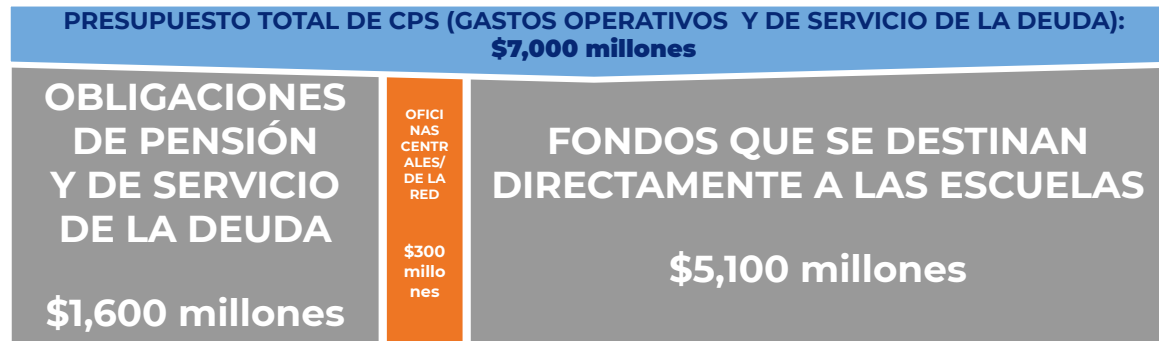 PRESUPUESTO TOTAL DE CPS (GASTOS OPERATIVOS Y DE SERVICIO DE LA DEUDA):
$7,000 millones
OBLIGACIONES
DE PENSIÓN
Y DE SERVICIO
DE LA DEUDA
$1,600 millones
OFICI
NAS
CENTR
ALES/
DE LA
RED
$300
millo
nes
FONDOS QUE SE DESTINAN
DIRECTAMENTE A LAS ESCUELAS
$5,100 millones